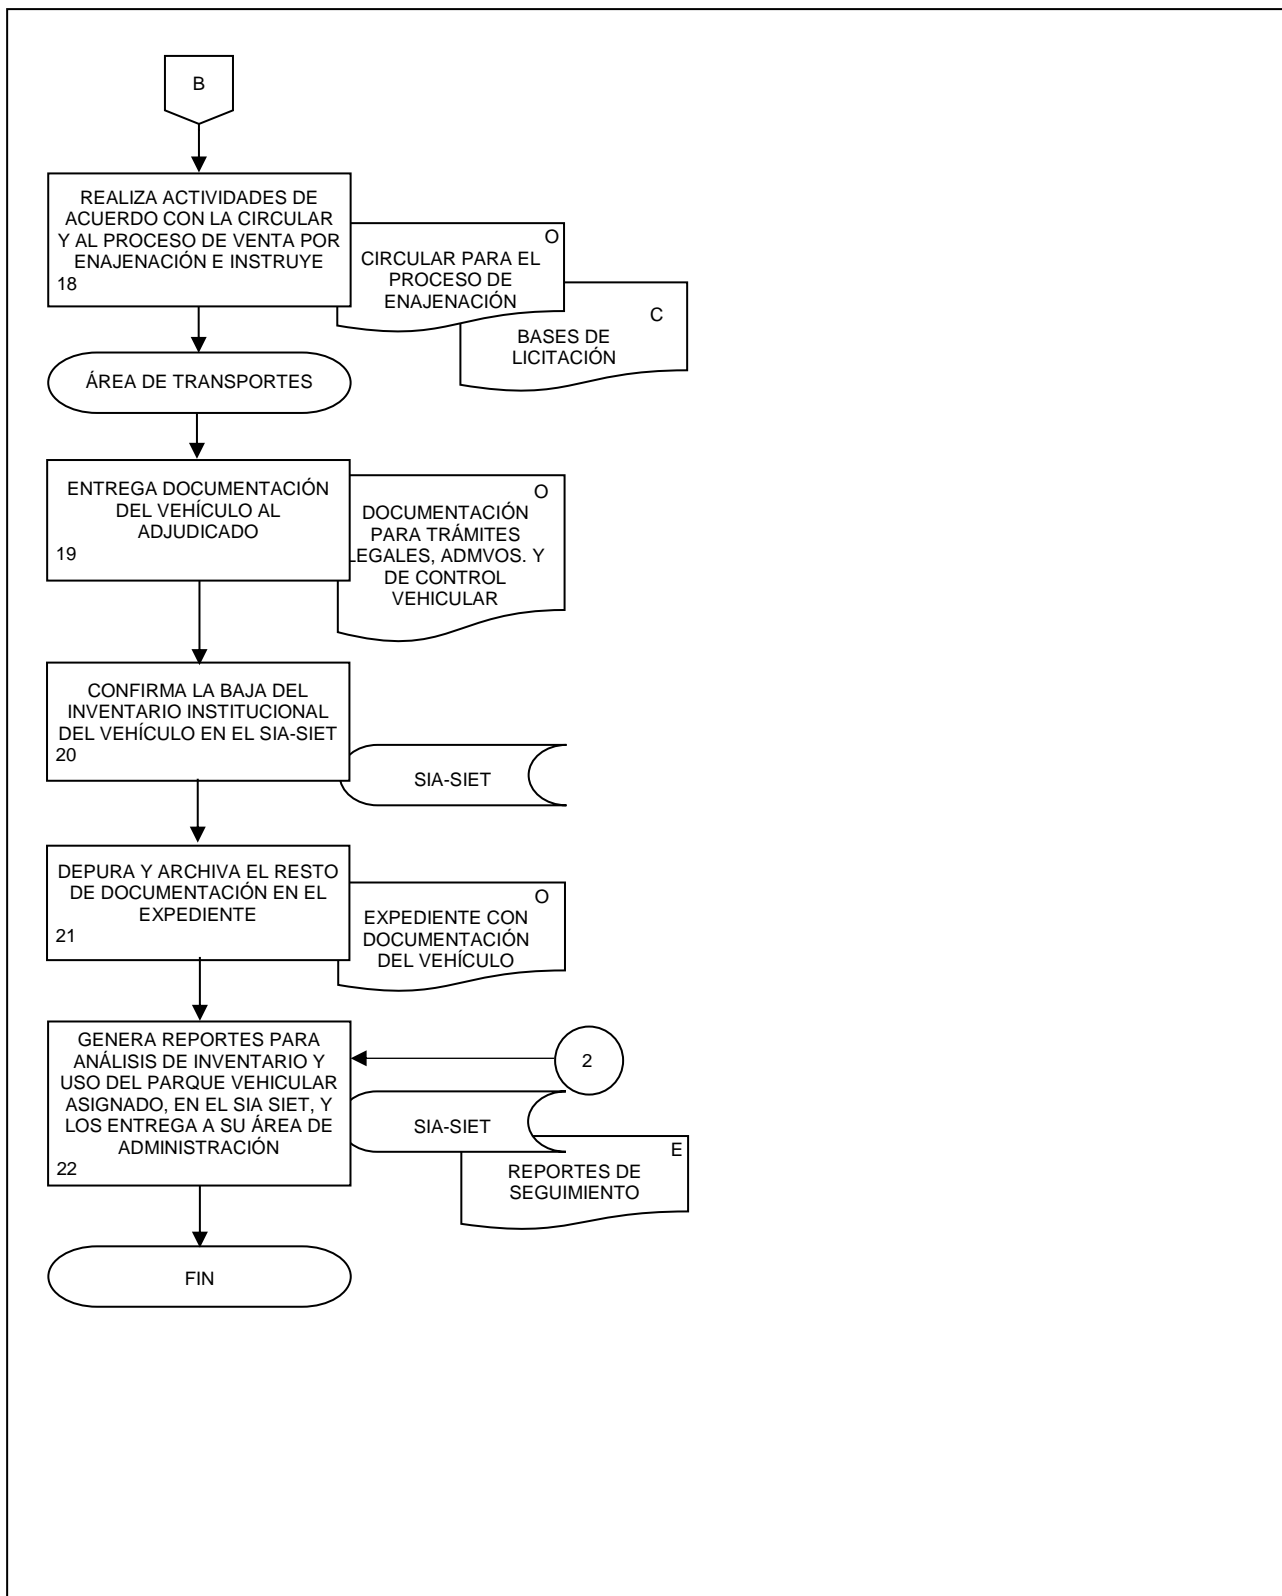 B
REALIZA ACTIVIDADES DE
ACUERDO CON LA CIRCULAR
Y AL PROCESO DE VENTA POR
ENAJENACIÓN E INSTRUYE
18
O
CIRCULAR PARA EL
PROCESO DE
ENAJENACIÓN
C
BASES DE
LICITACIÓN
ÁREA DE TRANSPORTES
ENTREGA DOCUMENTACIÓN
DEL VEHÍCULO AL
ADJUDICADO
19
O
DOCUMENTACIÓN
PARA TRÁMITES
LEGALES, ADMVOS. Y
DE CONTROL
VEHICULAR
CONFIRMA LA BAJA DEL
INVENTARIO INSTITUCIONAL
DEL VEHÍCULO EN EL SIA-SIET
20
SIA-SIET
DEPURA Y ARCHIVA EL RESTO
DE DOCUMENTACIÓN EN EL
EXPEDIENTE
21
O
EXPEDIENTE CON
DOCUMENTACIÓN
DEL VEHÍCULO
GENERA REPORTES PARA
ANÁLISIS DE INVENTARIO Y
USO DEL PARQUE VEHICULAR
ASIGNADO, EN EL SIA SIET, Y
LOS ENTREGA A SU ÁREA DE
ADMINISTRACIÓN
22
2
SIA-SIET
E
REPORTES DE
SEGUIMIENTO
FIN